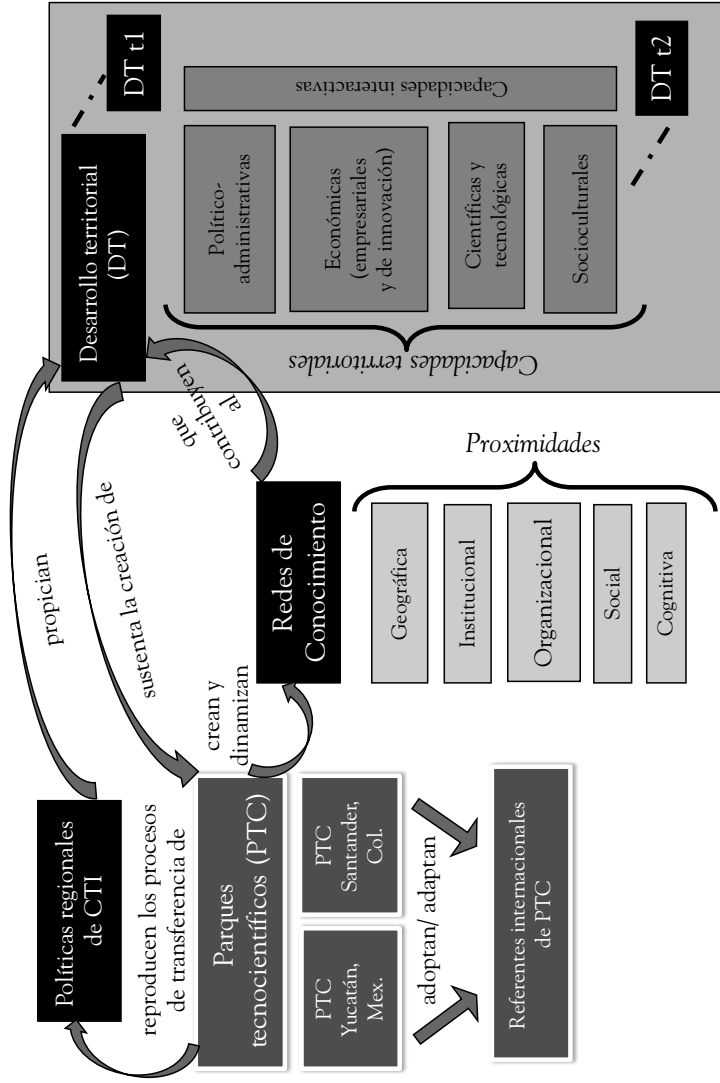 Políticas regionales
de CTI
propician
Desarrollo territorial
(DT)
DT t1
sustenta la creación de
reproducen los procesos
de transferencia de
Parques
tecnocientíficos (PTC)
crean y
dinamizan
Redes de
Conocimiento
que
contribuyen
al
PTC
Yucatán,
Mex.
PTC
Santander,
Col.
adoptan/ adaptan
Referentes internacionales
de PTC
Geográfica
Institucional
Organizacional
Social
Cognitiva
Proximidades
Capacidades territoriales
Político-
administrativas
Económicas
(empresariales
y de innovación)
Científicas y
tecnológicas
Socioculturales
Capacidades interactivas
DT t2